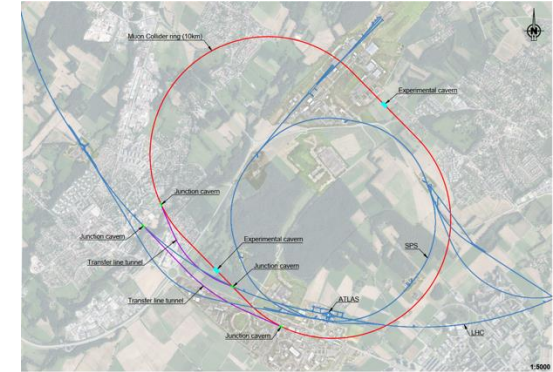 N
Muon Collider ring (10km)
Experimental cavern
Junction cavern
Junction cavern
Experimental cavern
SPS
Transfer line tunnel
Junction cavern
Transfer line tunnel
ATLAS
Junction cavern
LHC
1:5000